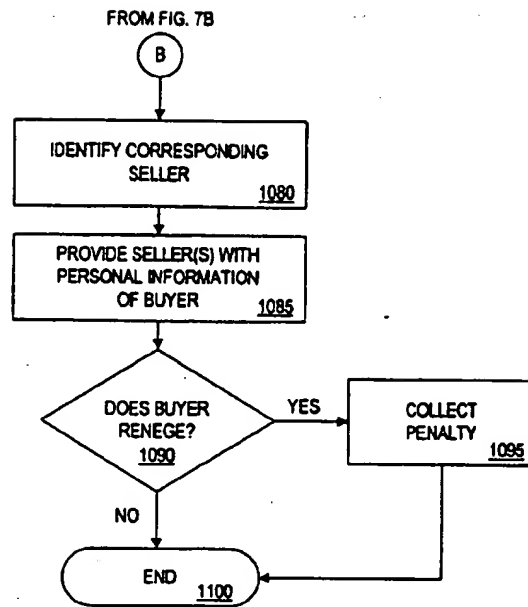 FROM FIG. 7B
B
IDENTIFY CORRESPONDING
SELLER
1080
PROVIDE SELLER(S) WITH
PERSONAL INFORMATION
OF BUYER
1085
DOES BUYER
RENEGE?
1090
YES
COLLECT
PENALTY
1095
NO
END
1100